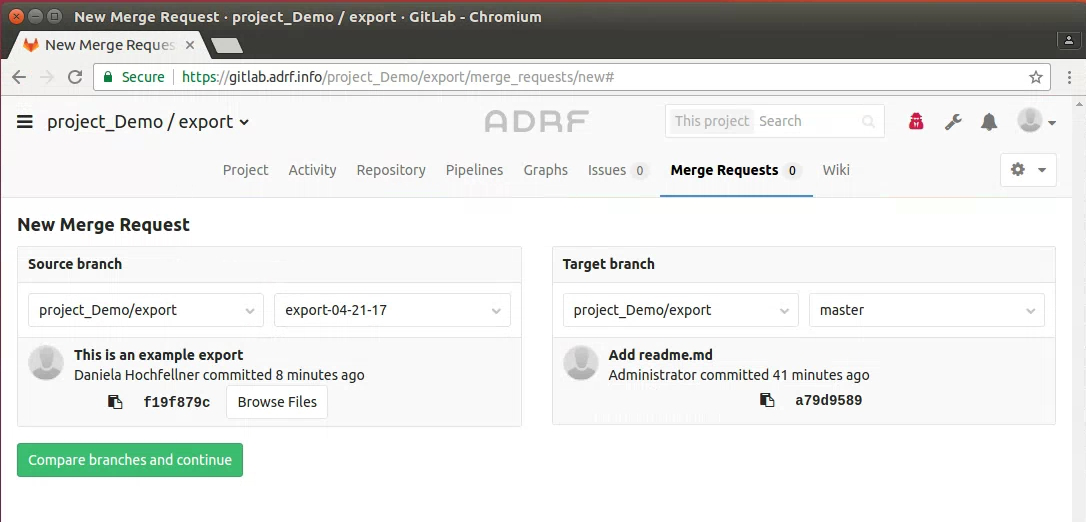 New Merge Request · project_Demo / export · GitLab - Chromium
New Merge Reques
Secure https://gitlab.adrf.info/project_Demo/export/merge_requests/new#
project_Demo / export ADRF This project Search
Project Activity Repository Pipelines Graphs Issues 0 Merge Requests 0 Wiki
New Merge Request
Source branch
project_Demo/export export-04-21-17
This is an example export
Daniela Hochfellner committed 8 minutes ago
f19f879c Browse Files
Target branch
project_Demo/export master
Add readme.md
Administrator committed 41 minutes ago
a79d9589
Compare branches and continue